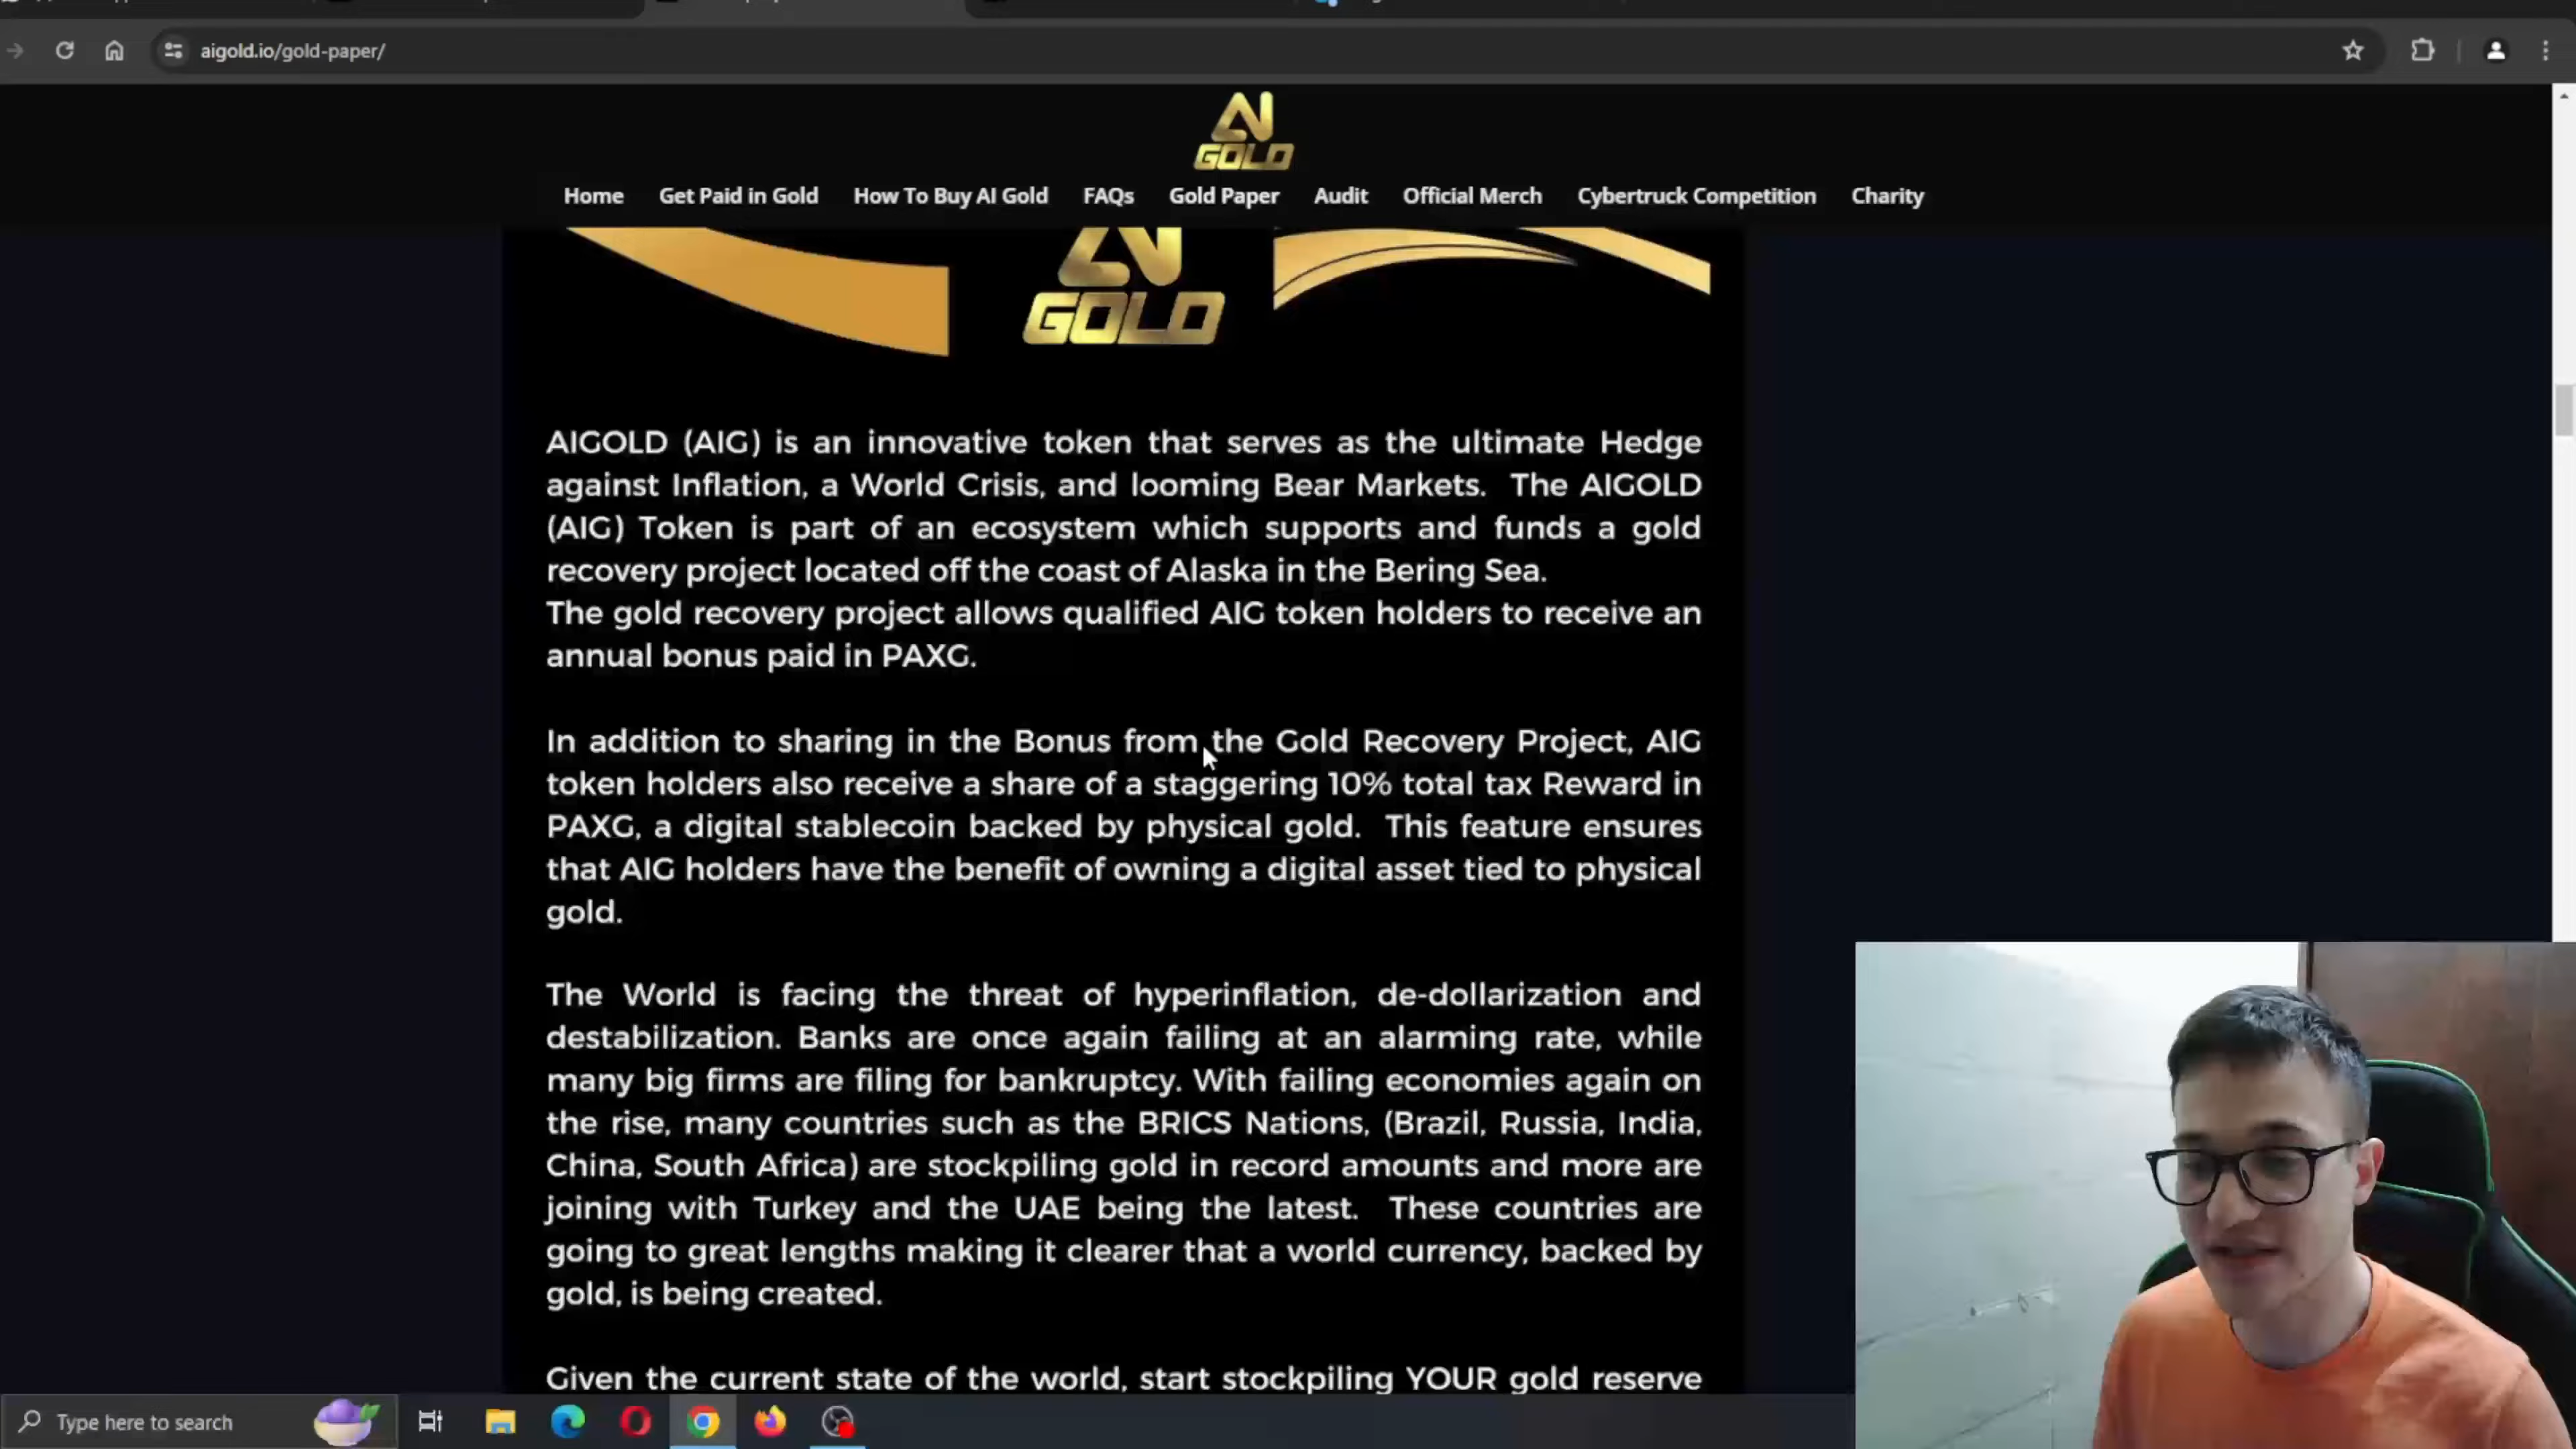 aigold.io/gold-paper/
AI
GOLD
Home Get Paid in Gold How To Buy AI Gold FAQs Gold Paper Audit Official Merch Cybertruck Competition Charity
AI
GOLD
AIGOLD (AIG) is an innovative token that serves as the ultimate Hedge
against Inflation, a World Crisis, and looming Bear Markets. The AIGOLD
(AIG) Token is part of an ecosystem which supports and funds a gold
recovery project located off the coast of Alaska in the Bering Sea.
The gold recovery project allows qualified AIG token holders to receive an
annual bonus paid in PAXG.
In addition to sharing in the Bonus from the Gold Recovery Project, AIG
token holders also receive a share of a staggering 10% total tax Reward in
PAXG, a digital stablecoin backed by physical gold. This feature ensures
that AIG holders have the benefit of owning a digital asset tied to physical
gold.
The World is facing the threat of hyperinflation, de-dollarization and
destabilization. Banks are once again failing at an alarming rate, while
many big firms are filing for bankruptcy. With failing economies again on
the rise, many countries such as the BRICS Nations, (Brazil, Russia, India,
China, South Africa) are stockpiling gold in record amounts and more are
joining with Turkey and the UAE being the latest. These countries are
going to great lengths making it clearer that a world currency, backed by
gold, is being created.
Given the current state of the world, start stockpiling YOUR gold reserve
Type here to search